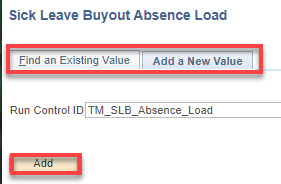 Sick Leave Buyout Absence Load
Find an Existing Value Add a New Value
Run Control ID TM_SLB_Absence_Load
Add